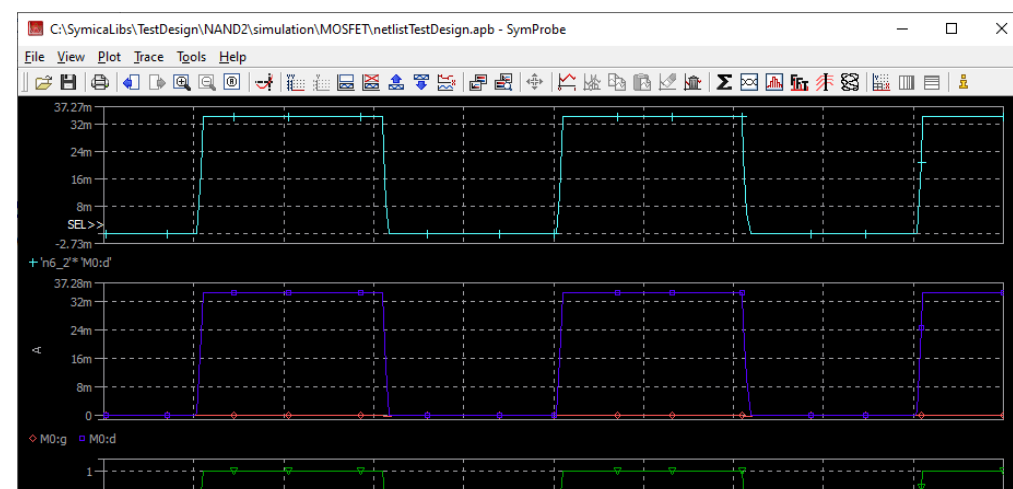 C:\SymicaLibs\TestDesign\NAND2\simulation\MOSFET\netlistTestDesign.apb - SymProbe
File View Plot Trace Tools Help
37.27m
32m
24m
16m
8m
SEL>>
-2.73m
'n6_2'* 'M0:d'
37.28m
32m
24m
A
16m
8m
0
M0:g M0:d
1